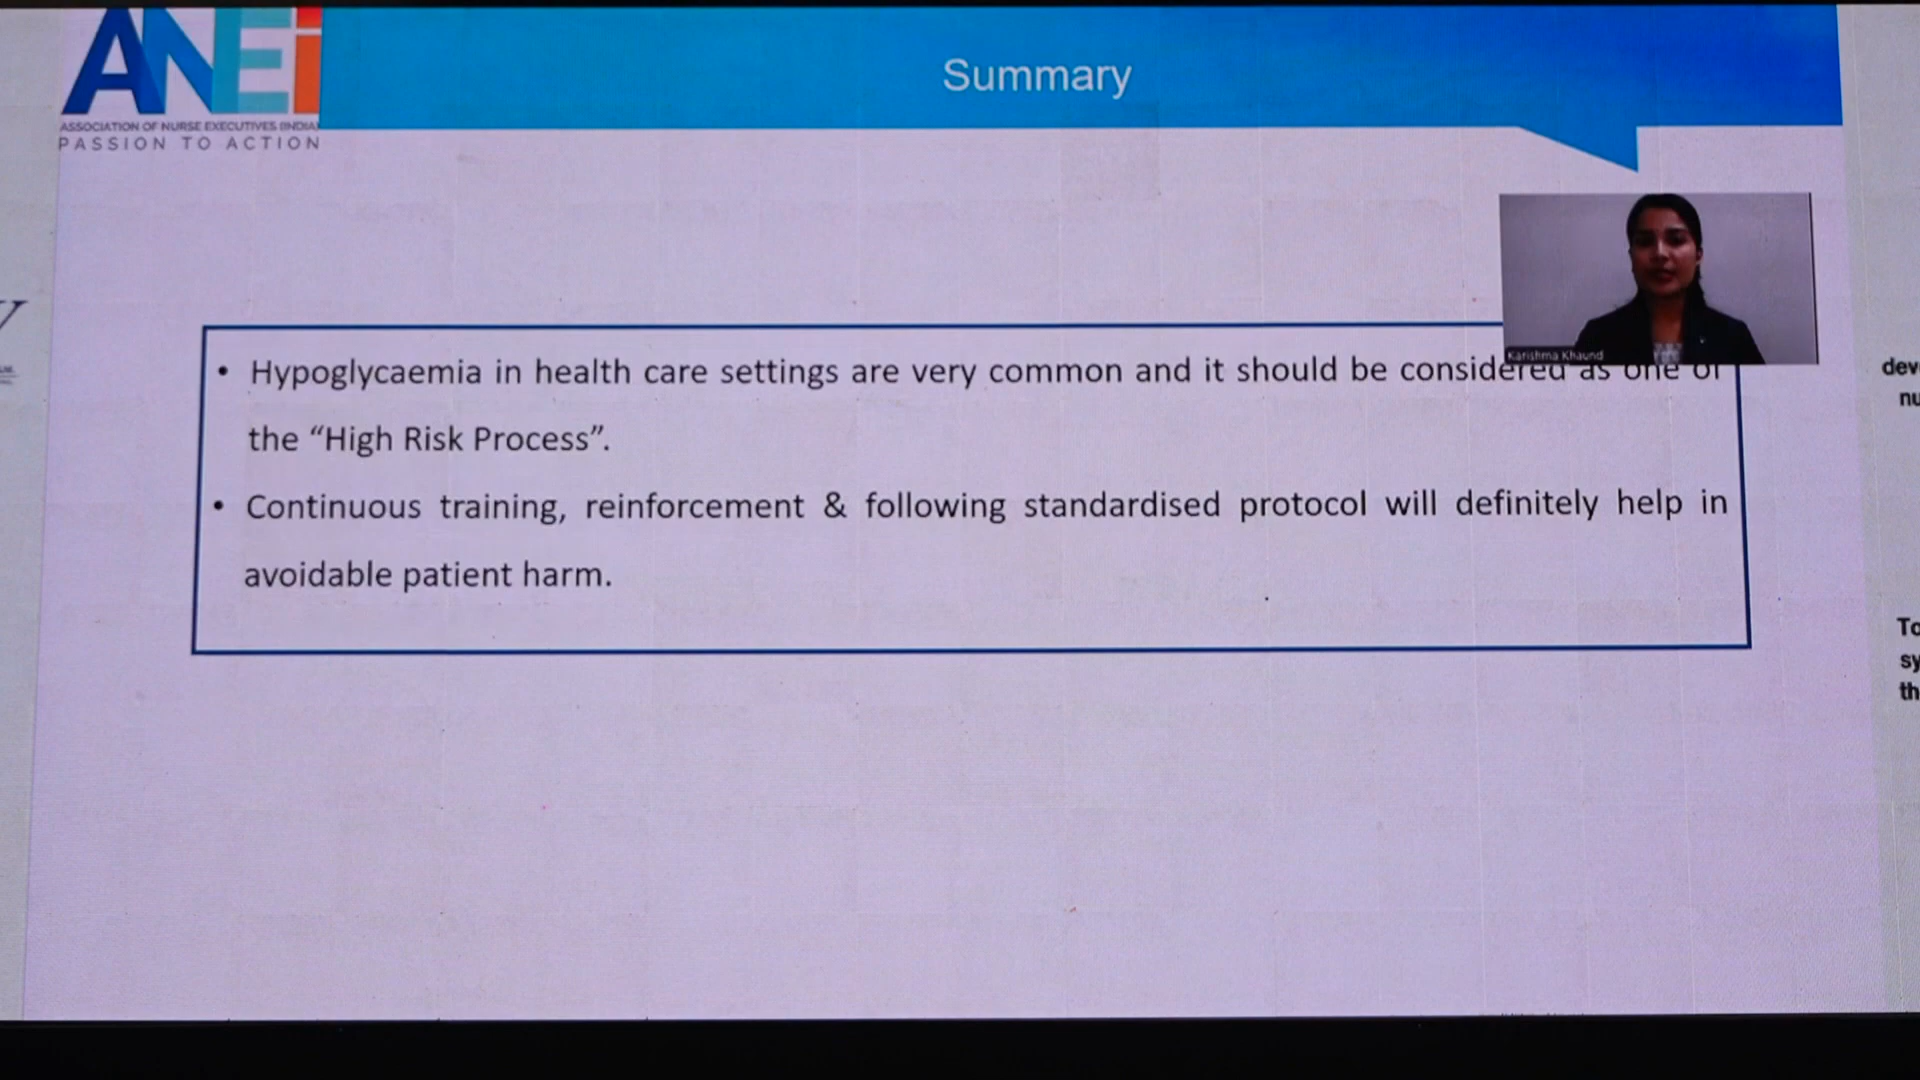 ANEi
ASSOCIATION OF NURSE EXECUTIVES (INDIA)
PASSION TO ACTION
Summary
Karishma Khaund
• Hypoglycaemia in health care settings are very common and it should be considered as one of
the “High Risk Process”.
• Continuous training, reinforcement & following standardised protocol will definitely help in
avoidable patient harm.
dev
nu
To
sy
th